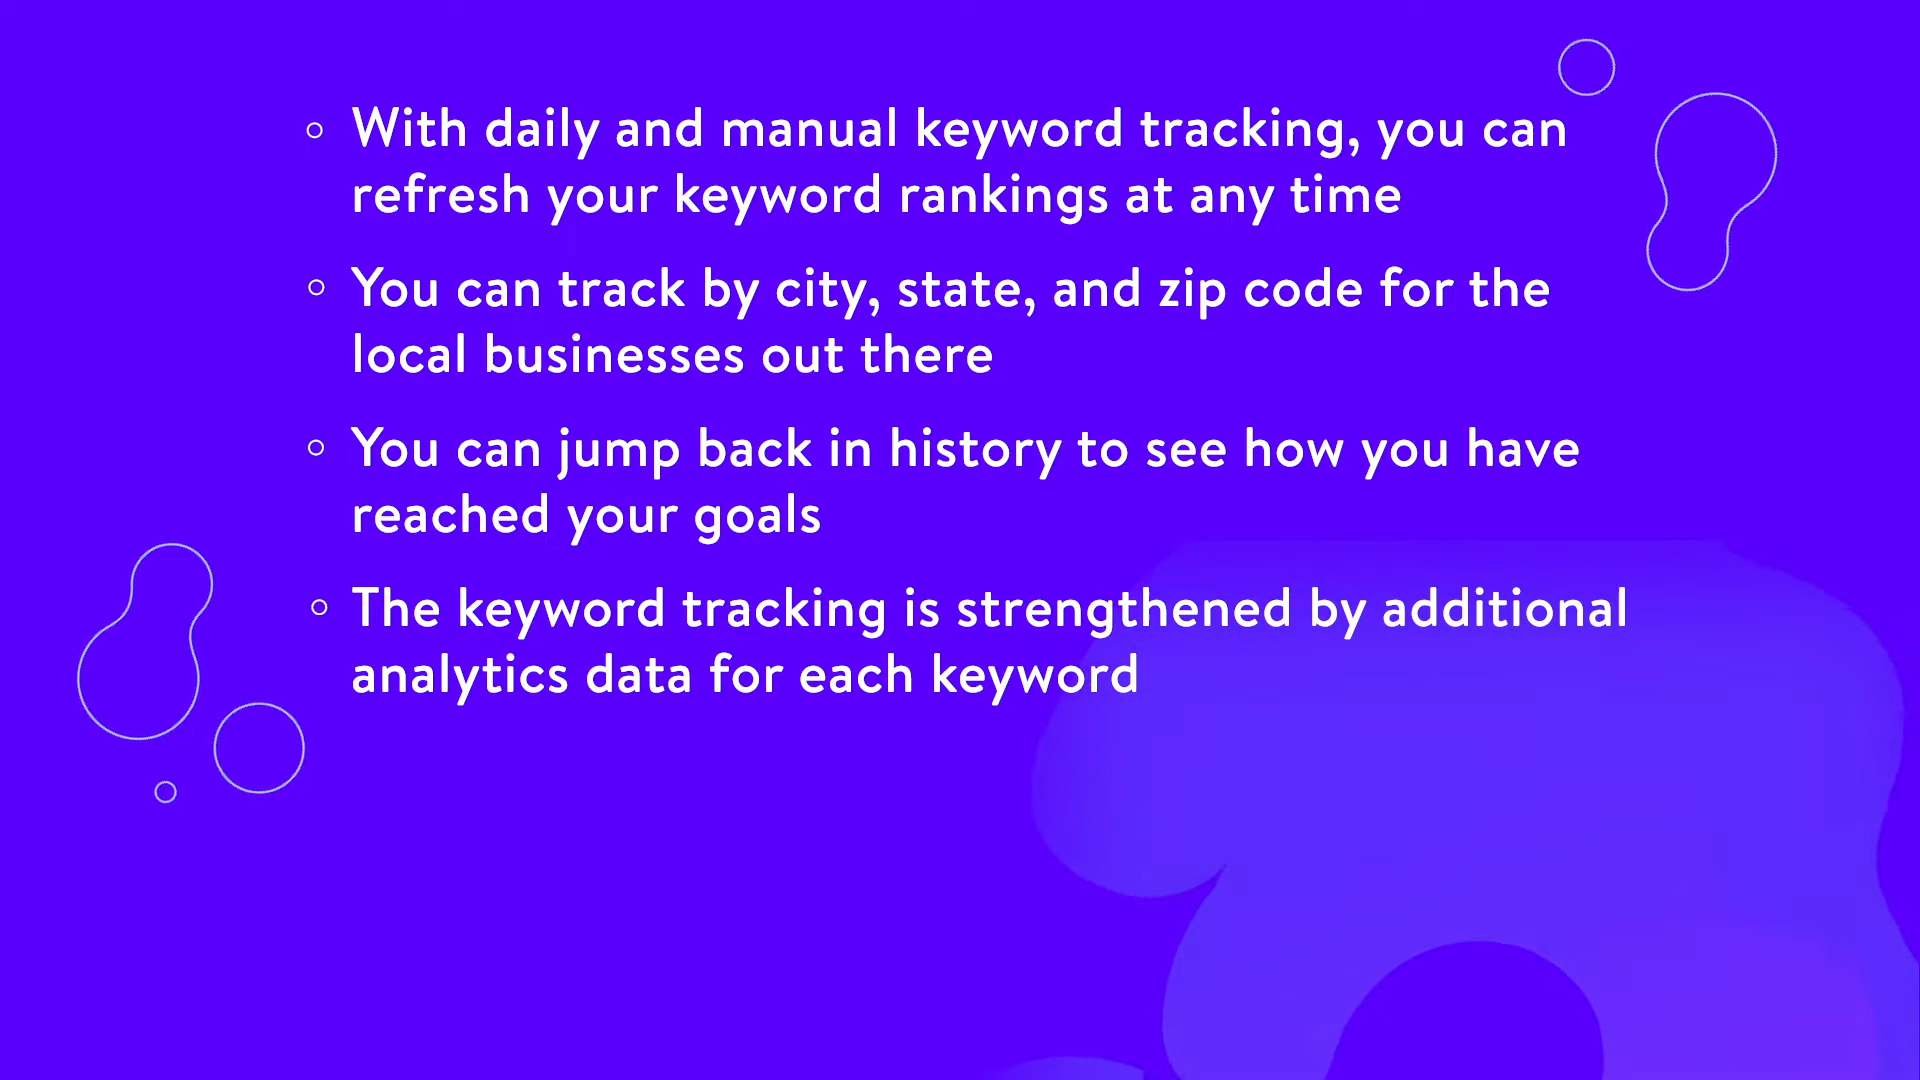 With daily and manual keyword tracking, you can
refresh your keyword rankings at any time
You can track by city, state, and zip code for the
local businesses out there
You can jump back in history to see how you have
reached your goals
The keyword tracking is strengthened by additional
analytics data for each keyword